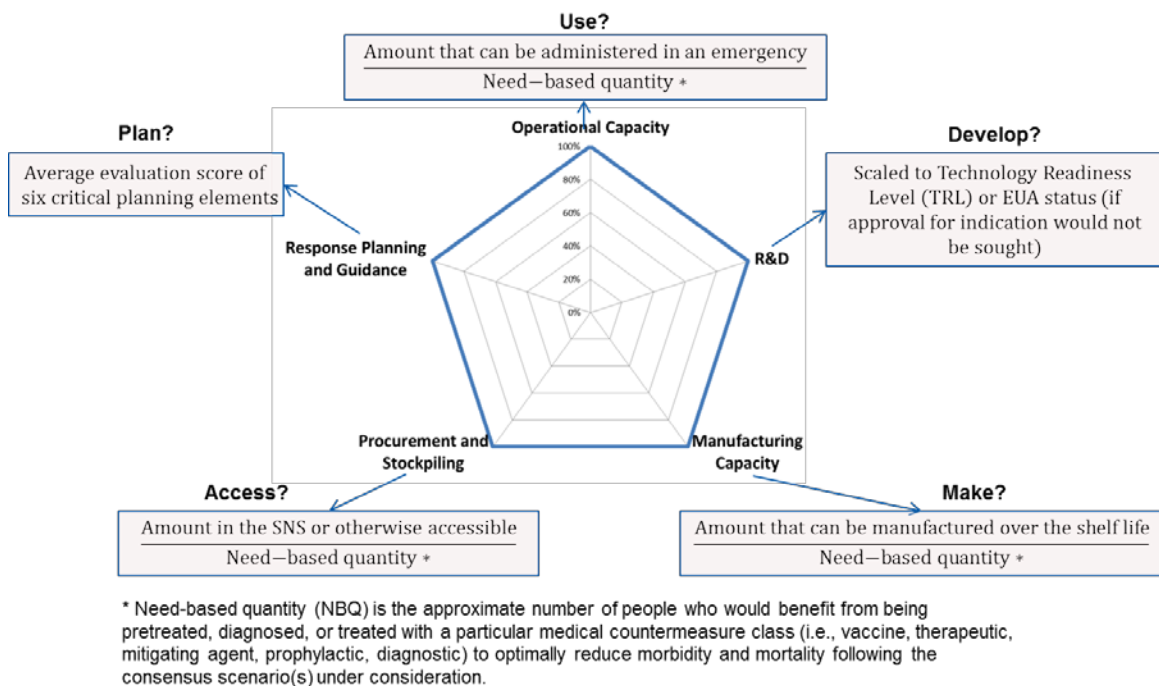 Use?
Amount that can be administered in an emergency
Need−based quantity *
Plan?
Average evaluation score of
six critical planning elements
Develop?
Scaled to Technology Readiness
Level (TRL) or EUA status (if
approval for indication would not
be sought)
Operational Capacity
100%
80%
60%
40%
20%
0%
Response Planning
and Guidance
R&D
Procurement and
Stockpiling
Manufacturing
Capacity
Access?
Amount in the SNS or otherwise accessible
Need−based quantity *
Make?
Amount that can be manufactured over the shelf life
Need−based quantity *
* Need-based quantity (NBQ) is the approximate number of people who would benefit from being
pretreated, diagnosed, or treated with a particular medical countermeasure class (i.e., vaccine, therapeutic,
mitigating agent, prophylactic, diagnostic) to optimally reduce morbidity and mortality following the
consensus scenario(s) under consideration.